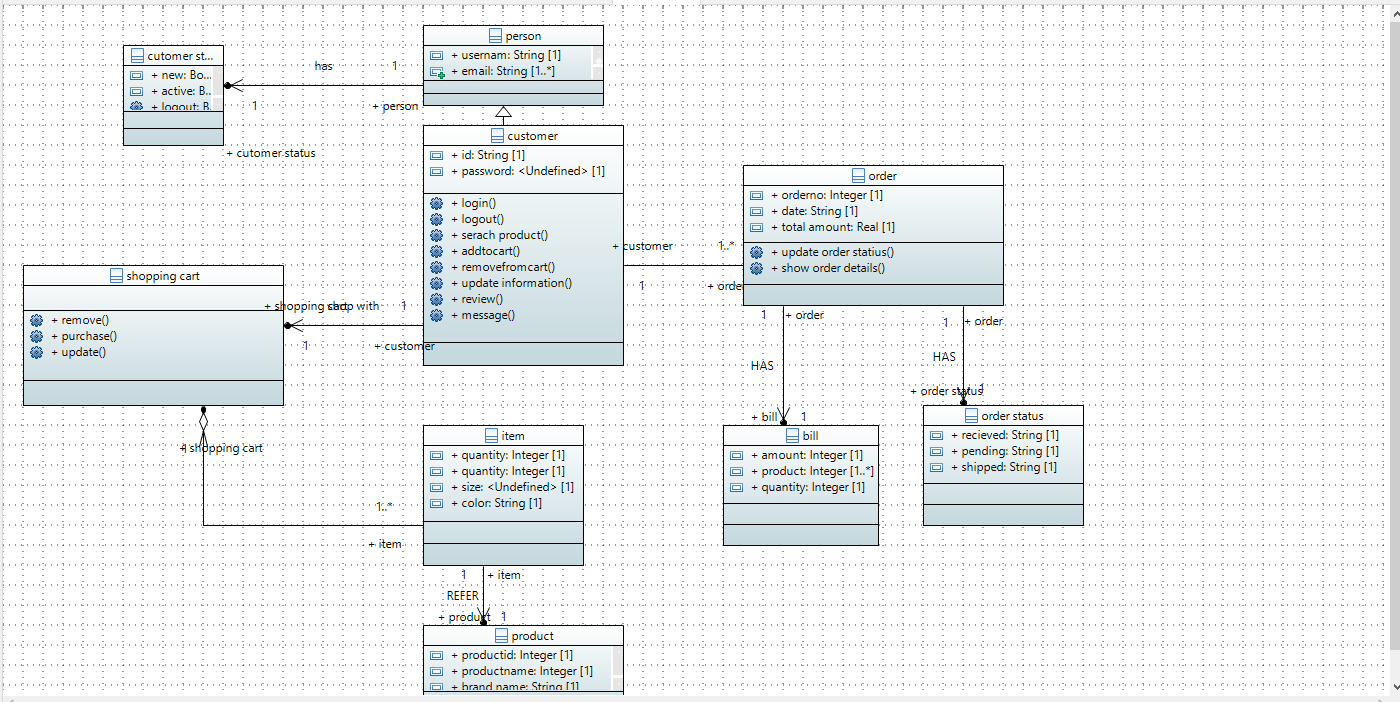 person
+ usernam: String [1]
+ email: String [1..*]
cutomer st...
+ new: Bo...
+ active: B..
+ logout: B.
has
1
1
+ person
+ cutomer status
customer
+ id: String [1]
+ password: <Undefined> [1]
+ login()
+ logout()
+ serach product()
+ addtocart()
+ removefromcart()
+ update information()
+ review()
+ message()
order
+ orderno: Integer [1]
+ date: String [1]
+ total amount: Real [1]
+ update order statius()
+ show order details()
+ customer
1..*
1
+ order
shopping cart
+ remove()
+ purchase()
+ update()
+ shopping cart
shop with
1
1
+ customer
1
+ order
HAS
+ bill
1
1
+ order
HAS
+ order status
1
+ shopping cart
item
+ quantity: Integer [1]
+ quantity: Integer [1]
+ size: <Undefined> [1]
+ color: String [1]
1..*
+ item
bill
+ amount: Integer [1]
+ product: Integer [1..*]
+ quantity: Integer [1]
order status
+ recieved: String [1]
+ pending: String [1]
+ shipped: String [1]
1
+ item
REFER
+ product
1
product
+ productid: Integer [1]
+ productname: Integer [1]
+ brand name: String [1]